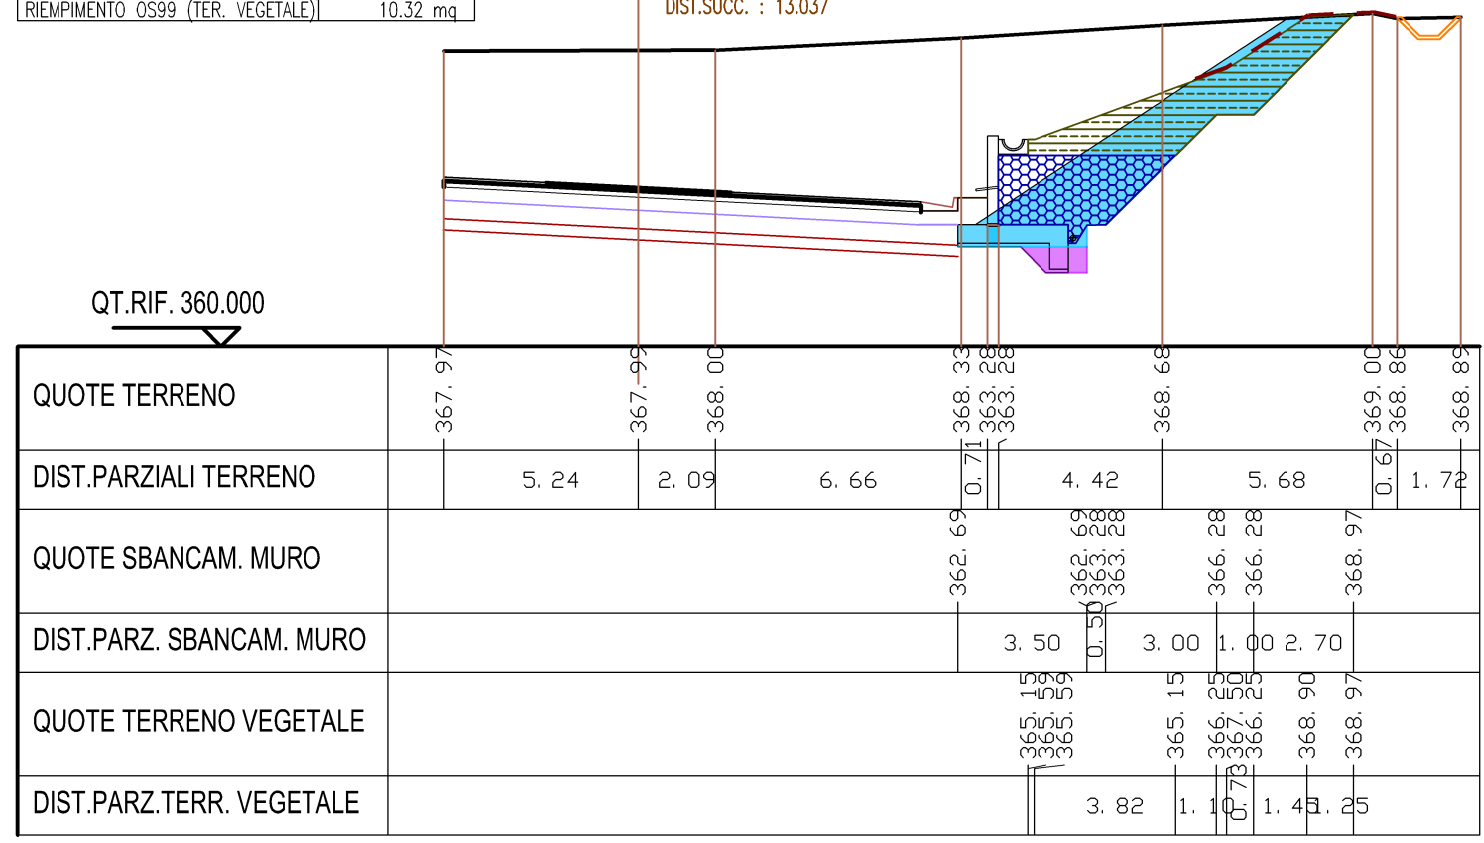 RIEMPIMENTO OS99 (TER. VEGETALE) 10.32 mq
DIST.SUCC. : 13.037
QT.RIF. 360.000
QUOTE TERRENO 367.97 367.99 368.00 368.33 363.28 363.28 368.68 369.00 368.86 368.89
DIST.PARZIALI TERRENO 5.24 2.09 6.66 0.71 4.42 5.68 0.67 1.72
QUOTE SBANCAM. MURO 362.69 362.69 363.28 363.28 366.28 366.28 368.97
DIST.PARZ. SBANCAM. MURO 3.50 0.50 3.00 1.00 2.70
QUOTE TERRENO VEGETALE 365.15 365.59 365.59 365.15 366.25 367.50 366.25 368.90 368.97
DIST.PARZ.TERR. VEGETALE 3.82 1.10 0.73 1.45 1.25